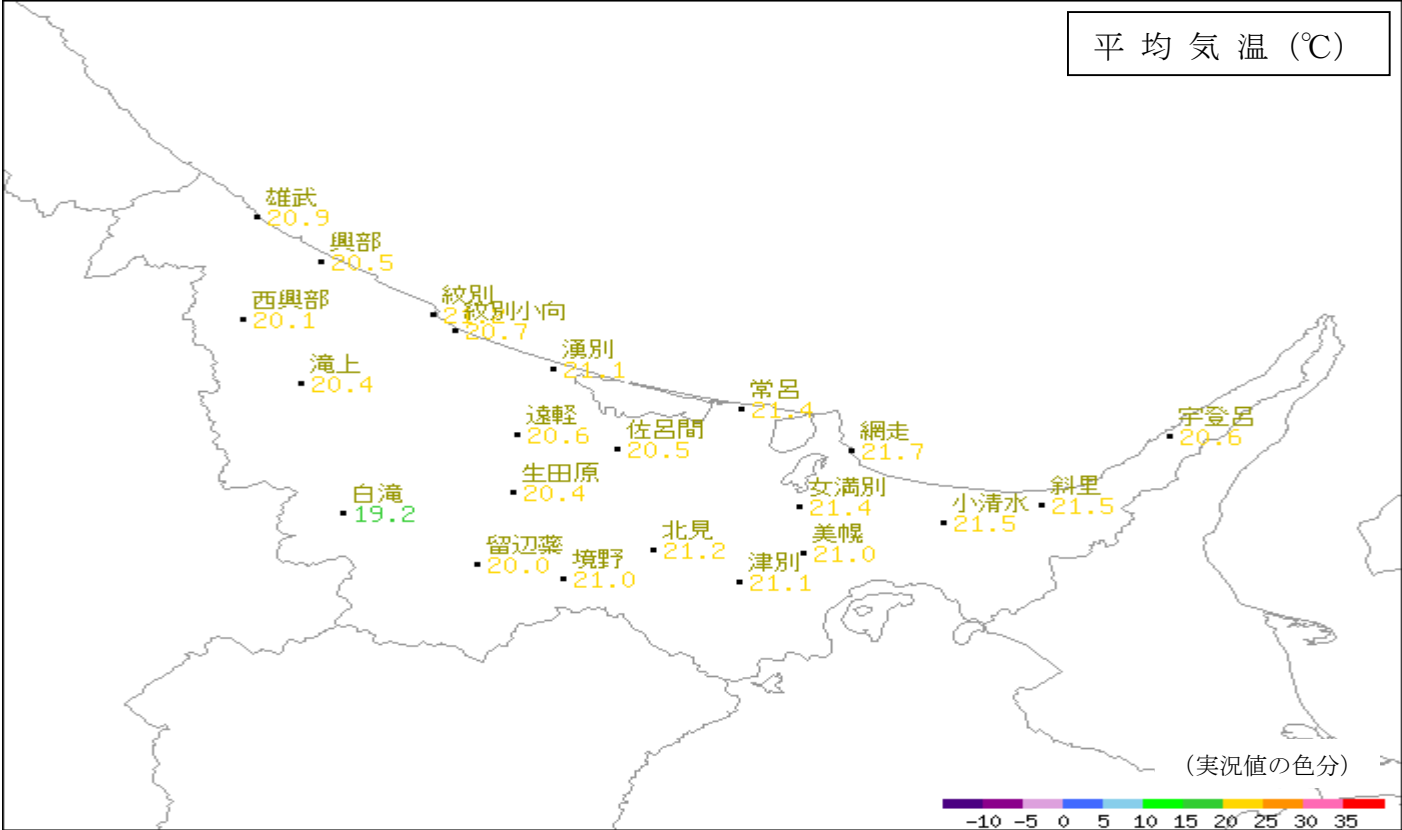 平均気温（℃）
雄武
20.9
興部
20.5
西興部
20.1
紋別
紋別小向
20.7
滝上
20.4
湧別
21.1
常呂
21.4
遠軽
20.6
佐呂間
20.5
網走
21.7
宇登呂
20.6
生田原
20.4
白滝
19.2
女満別
21.4
小清水
21.5
斜里
21.5
留辺蘂
20.0
境野
21.0
北見
21.2
美幌
21.0
津別
21.1
（実況値の色分）
-10 -5 0 5 10 15 20 25 30 35